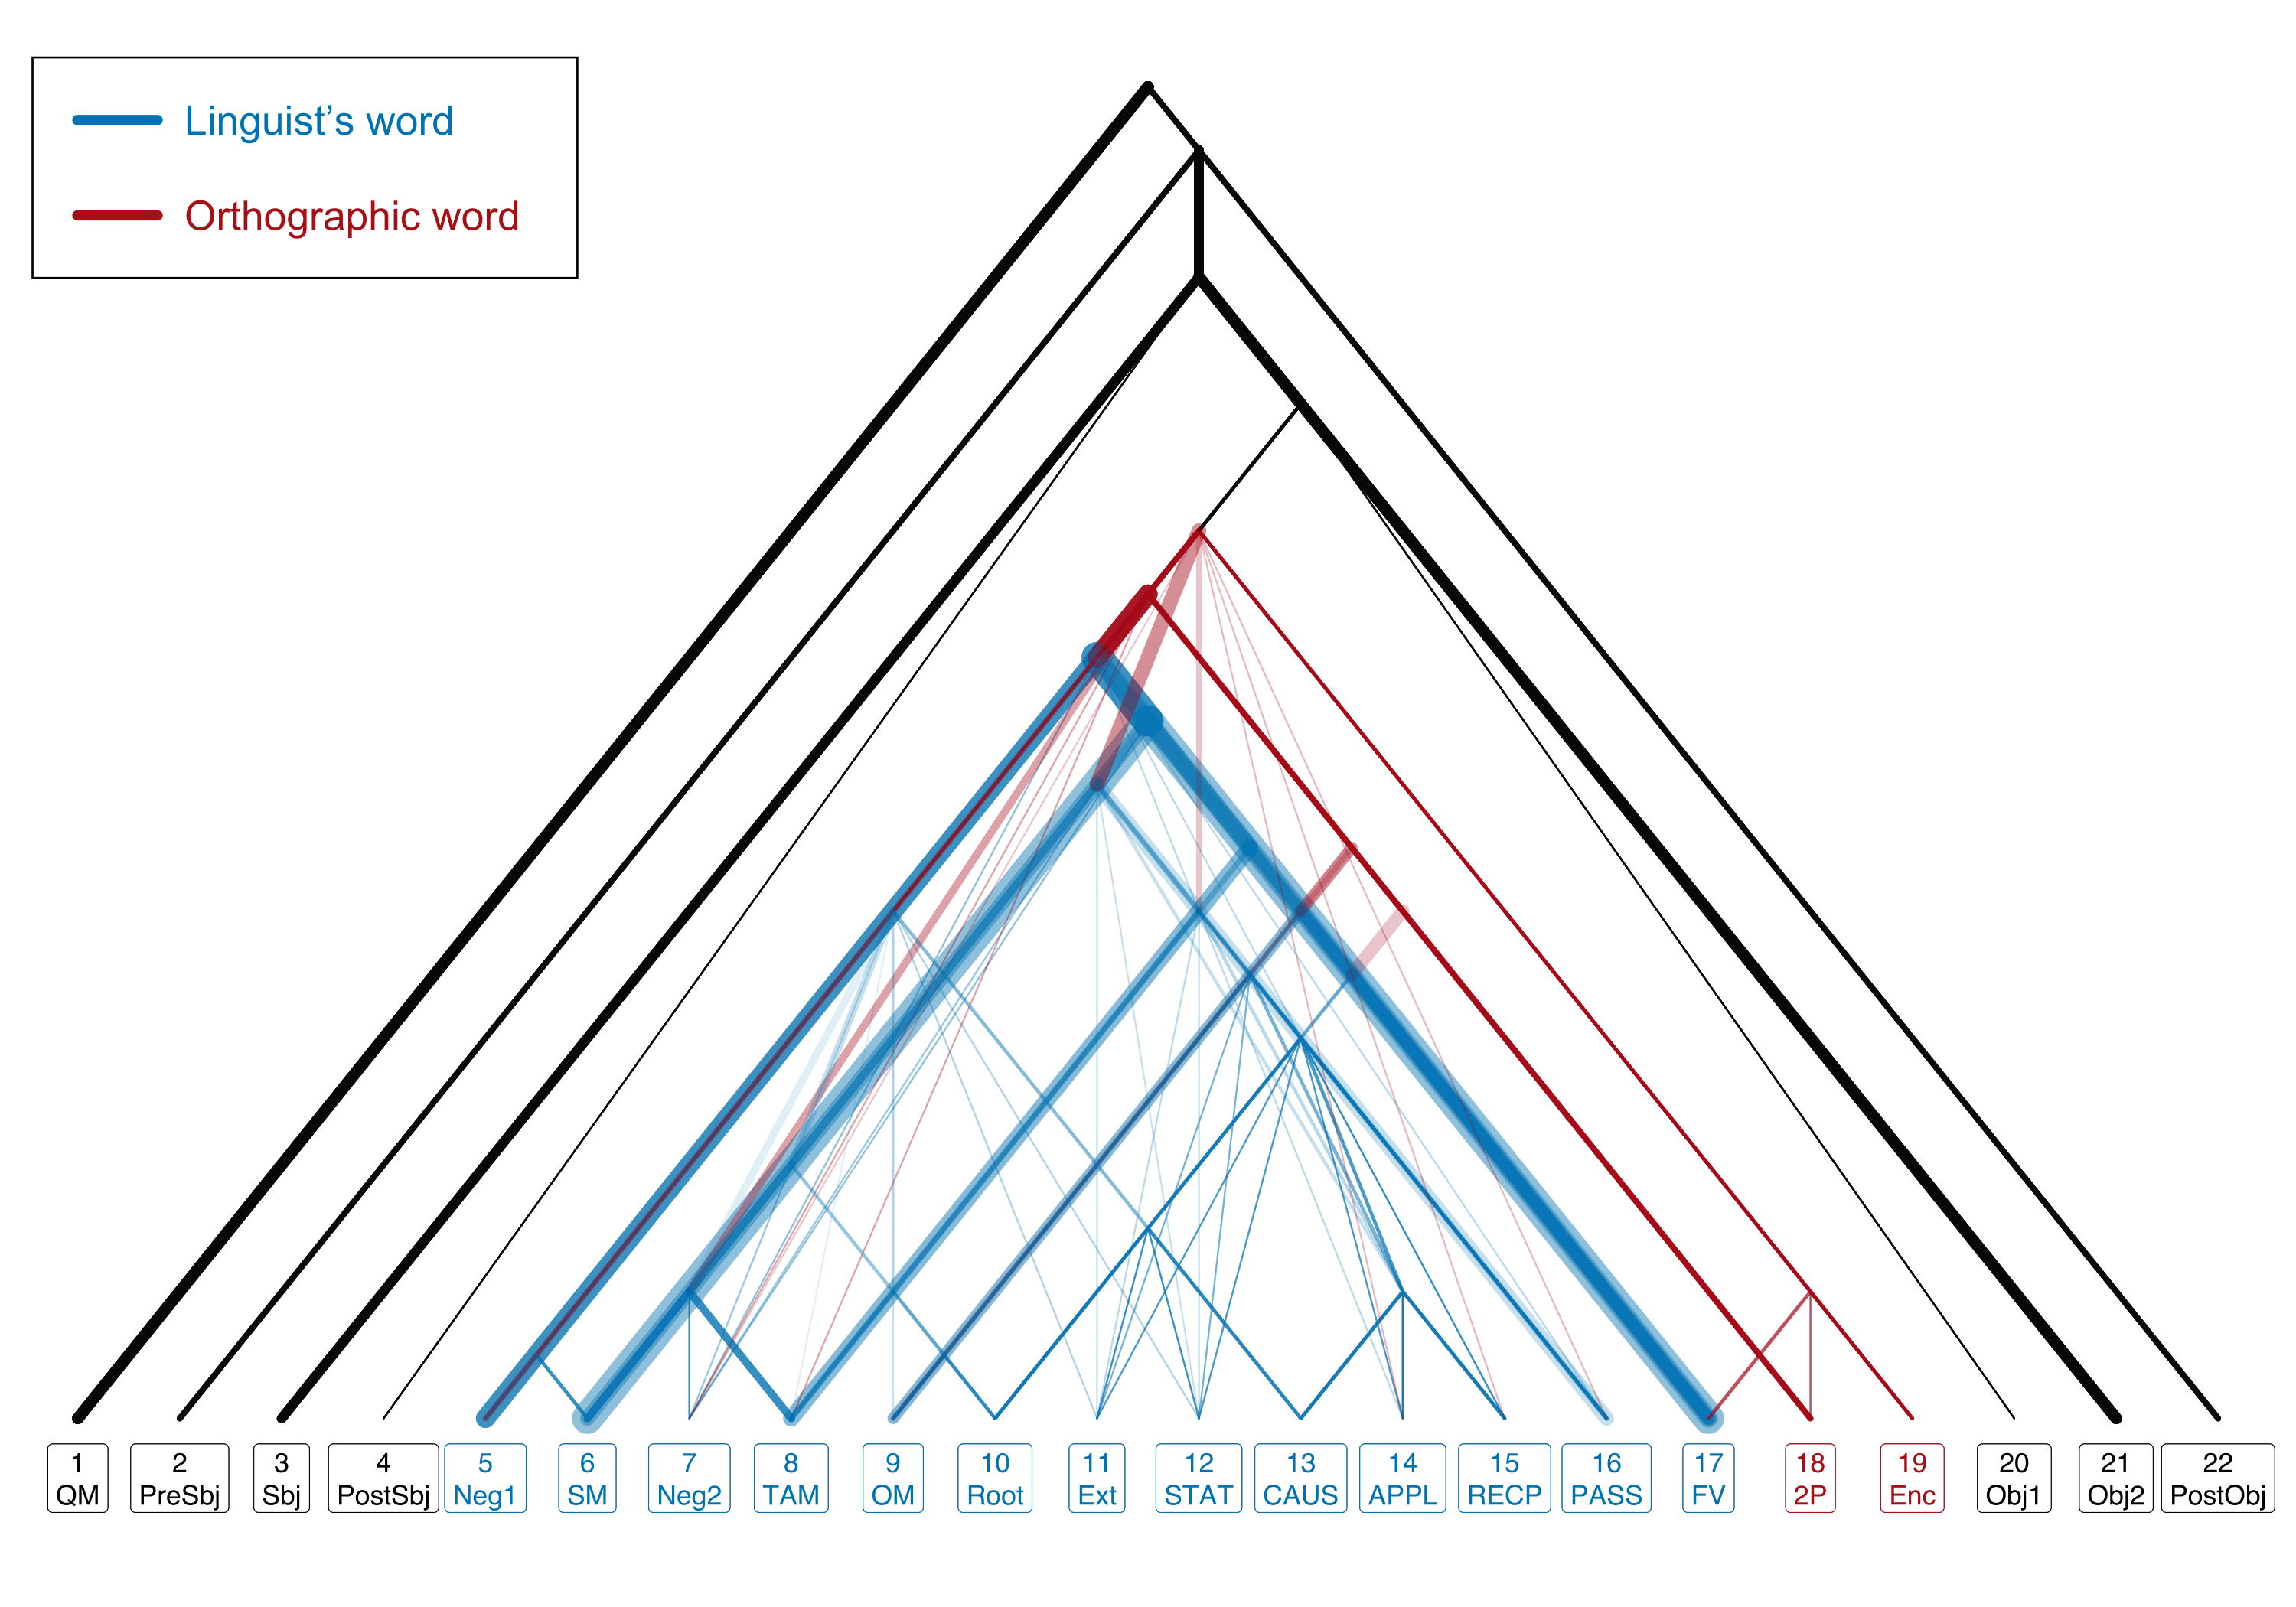 Linguist's word
Orthographic word
1 2 3 4 5 6 7 8 9 10 11 12 13 14 15 16 17 18 19 20 21 22
QM PreSbj Sbj PostSbj Neg1 SM Neg2 TAM OM Root Ext STAT CAUS APPL RECP PASS FV 2P Enc Obj1 Obj2 PostObj